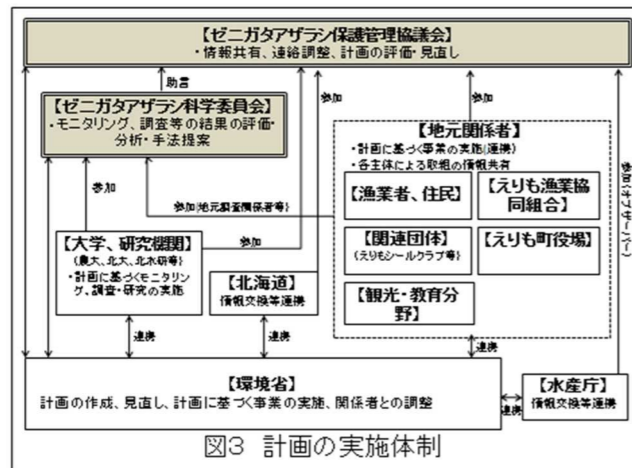 【ゼニガタアザラシ保護管理協議会】
・情報共有、連絡調整、計画の評価・見直し
助言
参加
【ゼニガタアザラシ科学委員会】
・モニタリング、調査等の結果の評価・
分析・手法提案
参加
【地元関係者】
・計画に基づく事業の実施(連携)
・各主体による取組の情報共有
【漁業者、住民】
【えりも漁業協
同組合】
【関連団体】
(えりもシールクラブ等)
【えりも町役場】
【観光・教育分
野】
参加(オブザーバー)
参加
参加(地元調査関係者等)
【大学、研究機関】
(農大、北大、北水研等)
・計画に基づくモニタリ
ング、調査・研究の実施
参加
【北海道】
情報交換等連携
連携
連携
連携
【環境省】
計画の作成、見直し、計画に基づく事業の実施、関係者との調整
連携
【水産庁】
情報交換等連携
図3 計画の実施体制